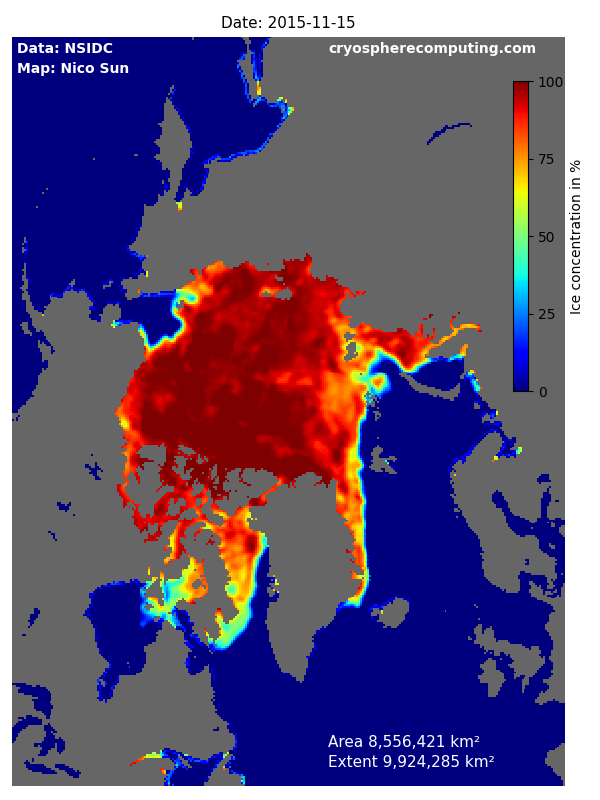 Date: 2015-11-15
Data: NSIDC
Map: Nico Sun
cryospherecomputing.com
100
75
50
25
0
Ice concentration in %
Area 8,556,421 km²
Extent 9,924,285 km²